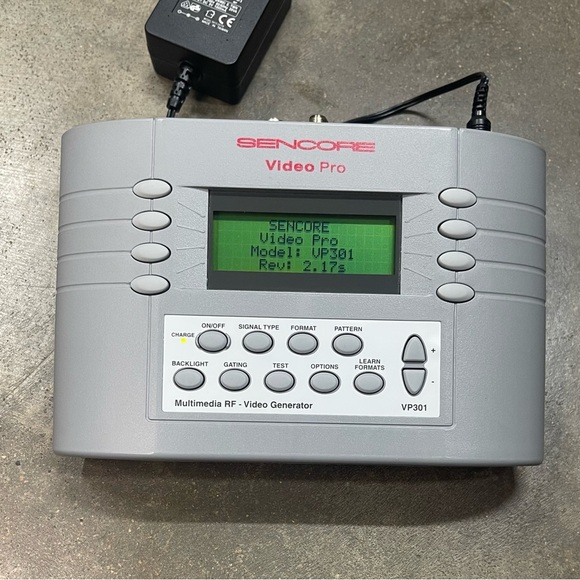 SENCORE
Video Pro
SENCORE
Video Pro
Model: VP301
Rev: 2.17s
CHARGE
ON/OFF
SIGNAL TYPE
FORMAT
PATTERN
+
BACKLIGHT
GATING
TEST
OPTIONS
LEARN
FORMATS
-
Multimedia RF - Video Generator
VP301